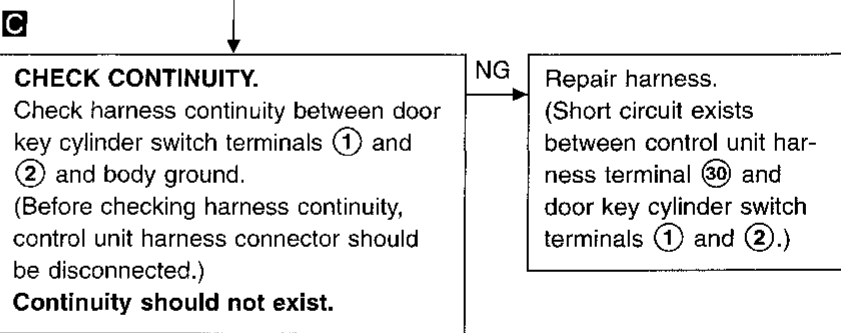 C
CHECK CONTINUITY.
Check harness continuity between door
key cylinder switch terminals ① and
② and body ground.
(Before checking harness continuity,
control unit harness connector should
be disconnected.)
Continuity should not exist.
NG
Repair harness.
(Short circuit exists
between control unit har-
ness terminal ㉚ and
door key cylinder switch
terminals ① and ②.)